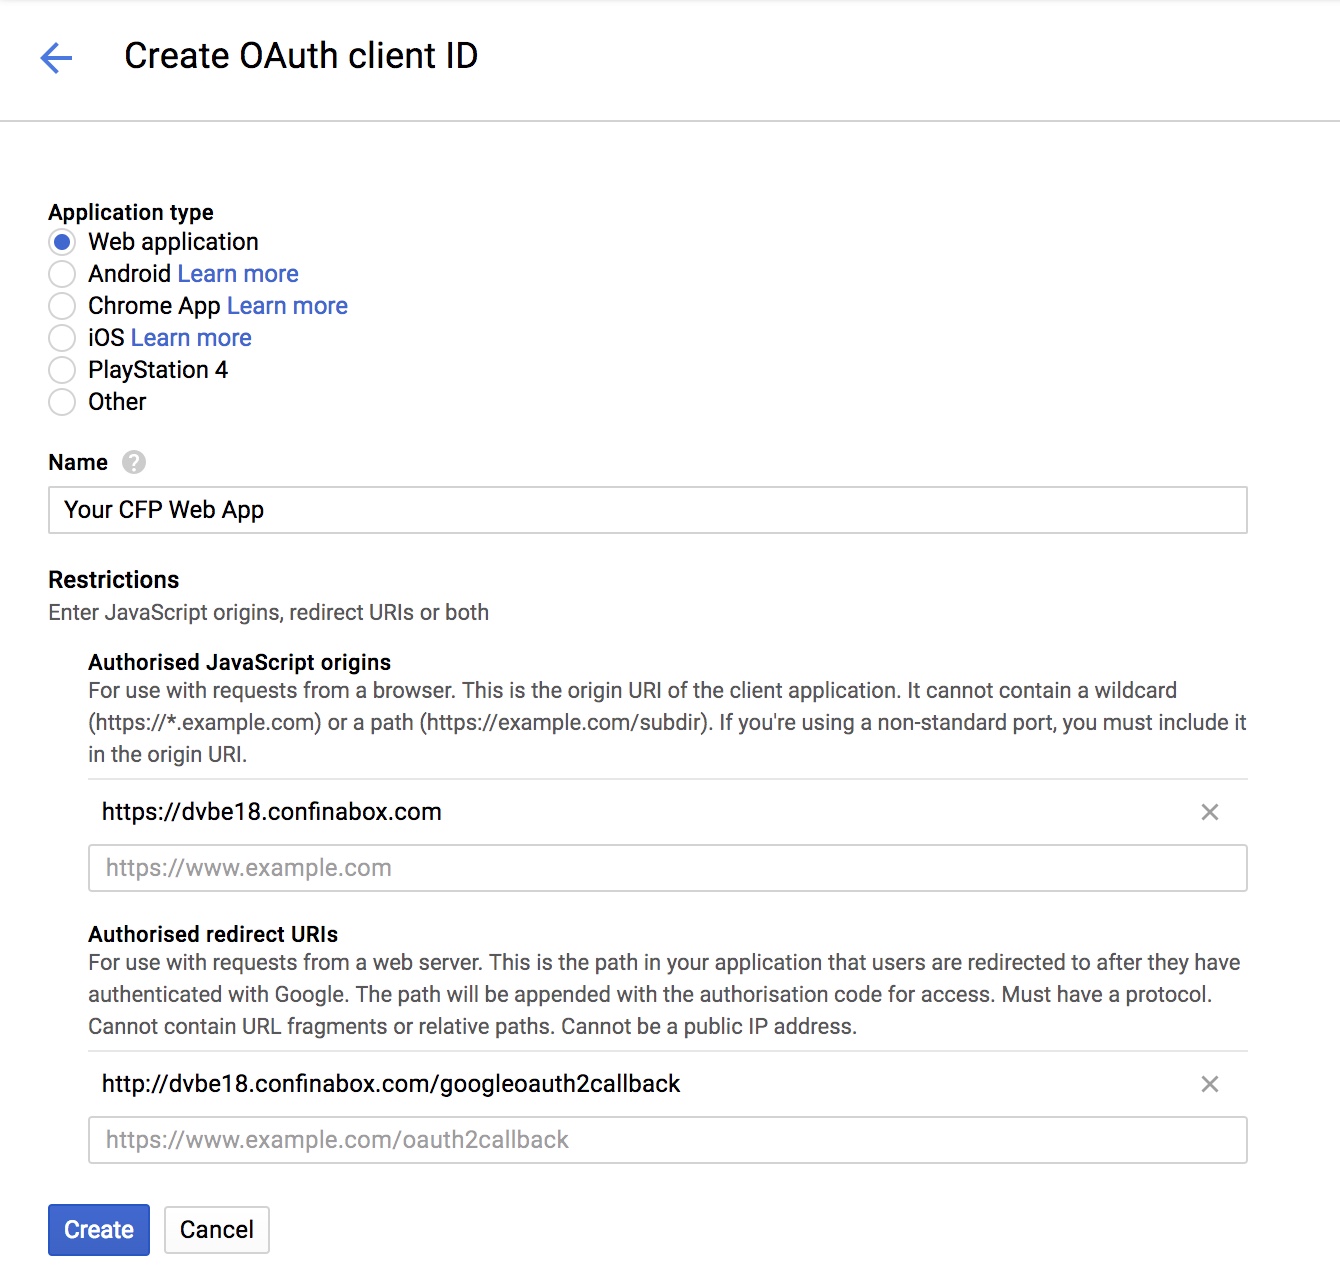 Create OAuth client ID
Application type
Web application
Android Learn more
Chrome App Learn more
iOS Learn more
PlayStation 4
Other
Name ?
Your CFP Web App
Restrictions
Enter JavaScript origins, redirect URIs or both
Authorised JavaScript origins
For use with requests from a browser. This is the origin URI of the client application. It cannot contain a wildcard
(https://*.example.com) or a path (https://example.com/subdir). If you're using a non-standard port, you must include it
in the origin URI.
https://dvbe18.confinabox.com
https://www.example.com
Authorised redirect URIs
For use with requests from a web server. This is the path in your application that users are redirected to after they have
authenticated with Google. The path will be appended with the authorisation code for access. Must have a protocol.
Cannot contain URL fragments or relative paths. Cannot be a public IP address.
http://dvbe18.confinabox.com/googleoauth2callback
https://www.example.com/oauth2callback
Create Cancel